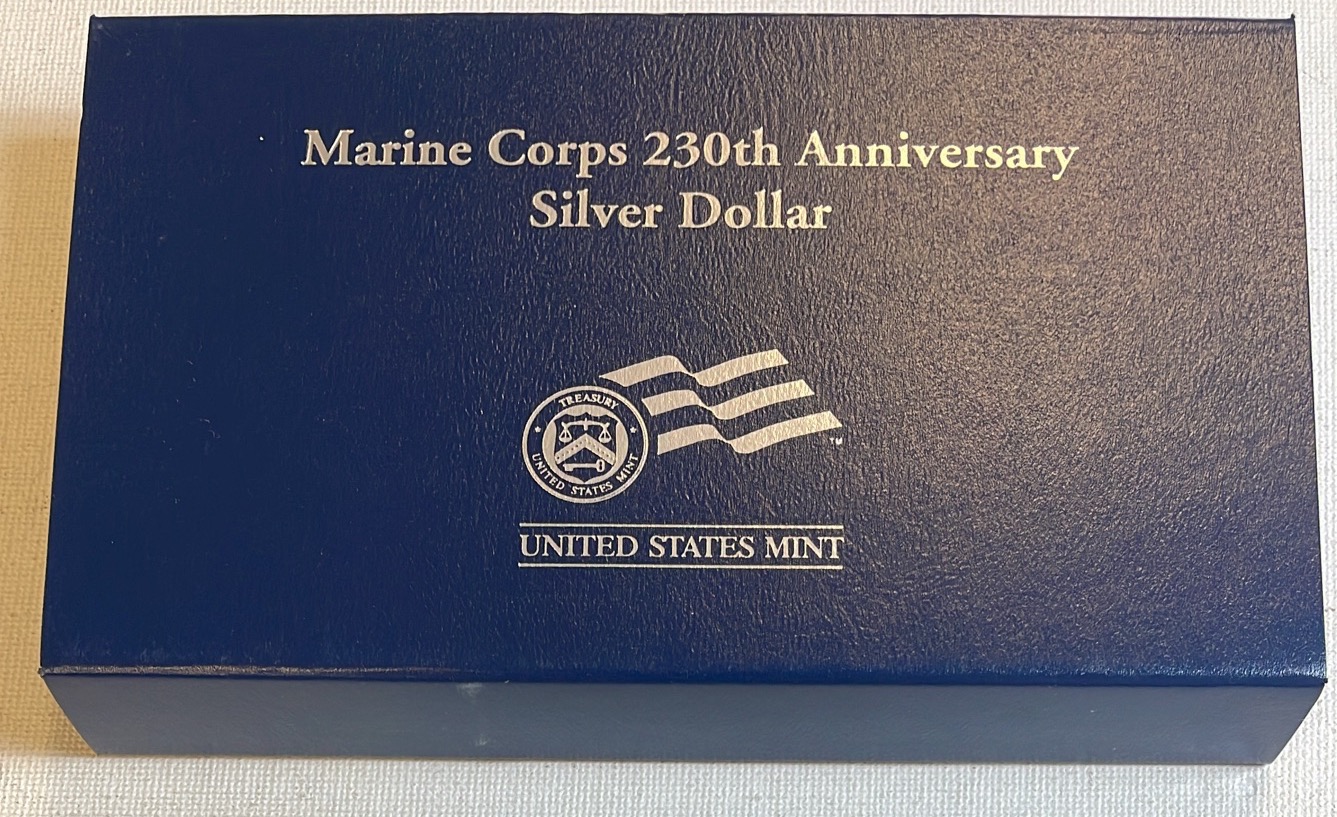 Marine Corps 230th Anniversary
Silver Dollar
TREASURY
UNITED STATES MINT
TM
UNITED STATES MINT